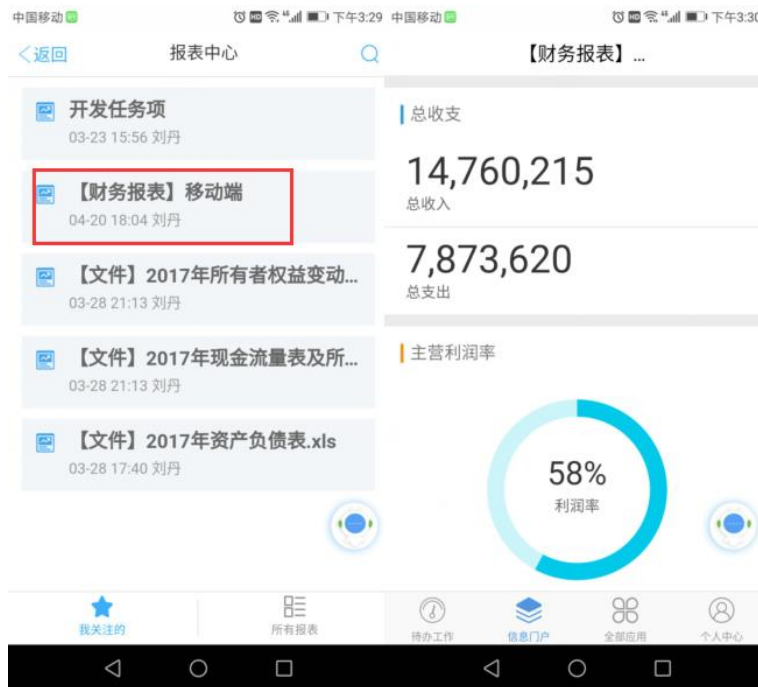 中国移动
HD 46 下午3:29
<返回
报表中心
开发任务项
03-23 15:56 刘丹
【财务报表】移动端
04-20 18:04 刘丹
【文件】2017年所有者权益变动...
03-28 21:13 刘丹
【文件】2017年现金流量表及所...
03-28 21:13 刘丹
【文件】2017年资产负债表.xls
03-28 17:40 刘丹
我关注的
所有报表
中国移动
HD 46 下午3:30
【财务报表】...
总收支
14,760,215
总收入
7,873,620
总支出
主营利润率
58%
利润率
待办工作
信息门户
全部应用
个人中心